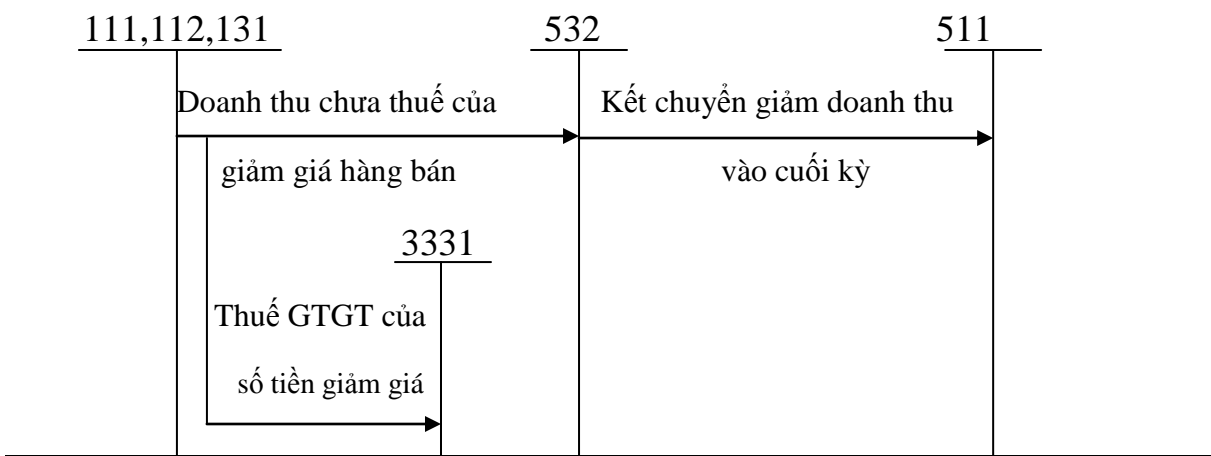 111,112,131
532
511
Doanh thu chưa thuế của
Kết chuyển giảm doanh thu
giảm giá hàng bán
vào cuối kỳ
3331
Thuế GTGT của
số tiền giảm giá